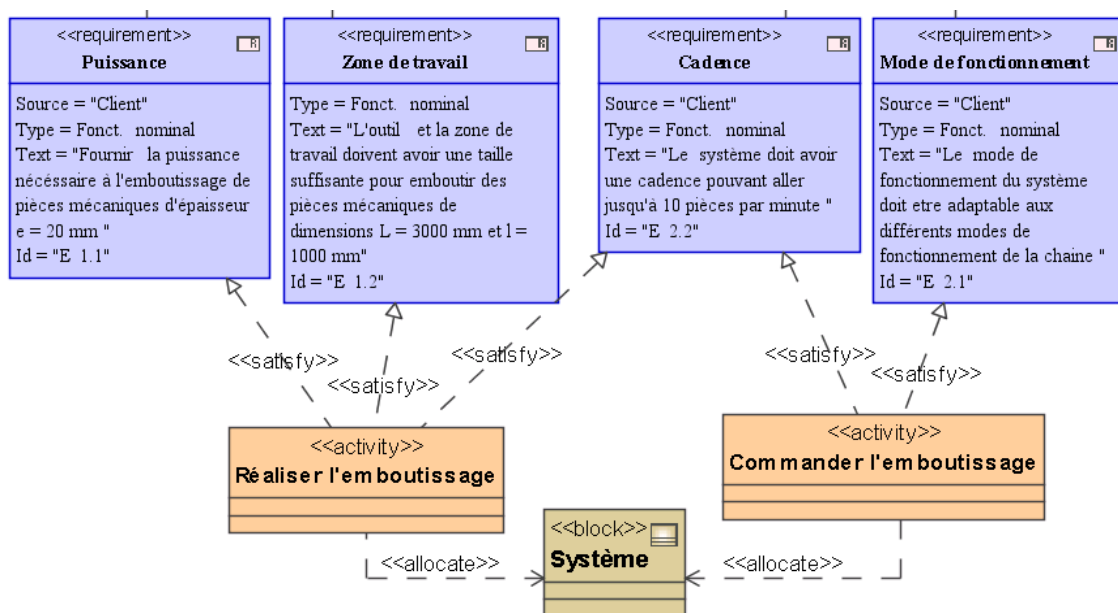 <<requirement>>
Puissance
Source = "Client"
Type = Fonct. nominal
Text = "Fournir la puissance
nécéssaire à l'emboutissage de
pièces mécaniques d'épaisseur
e = 20 mm "
Id = "E 1.1"
<<requirement>>
Zone de travail
Type = Fonct. nominal
Text = "L'outil et la zone de
travail doivent avoir une taille
suffisante pour emboutir des
pièces mécaniques de
dimensions L = 3000 mm et l =
1000 mm"
Id = "E 1.2"
<<requirement>>
Cadence
Source = "Client"
Type = Fonct. nominal
Text = "Le système doit avoir
une cadence pouvant aller
jusqu'à 10 pièces par minute "
Id = "E 2.2"
<<requirement>>
Mode de fonctionnement
Source = "Client"
Type = Fonct. nominal
Text = "Le mode de
fonctionnement du système
doit etre adaptable aux
différents modes de
fonctionnement de la chaine "
Id = "E 2.1"
<<satisfy>>
<<satisfy>>
<<satisfy>>
<<satisfy>>
<<satisfy>>
<<activity>>
Réaliser l'emboutissage
<<activity>>
Commander l'emboutissage
<<allocate>>
<<block>>
Système
<<allocate>>